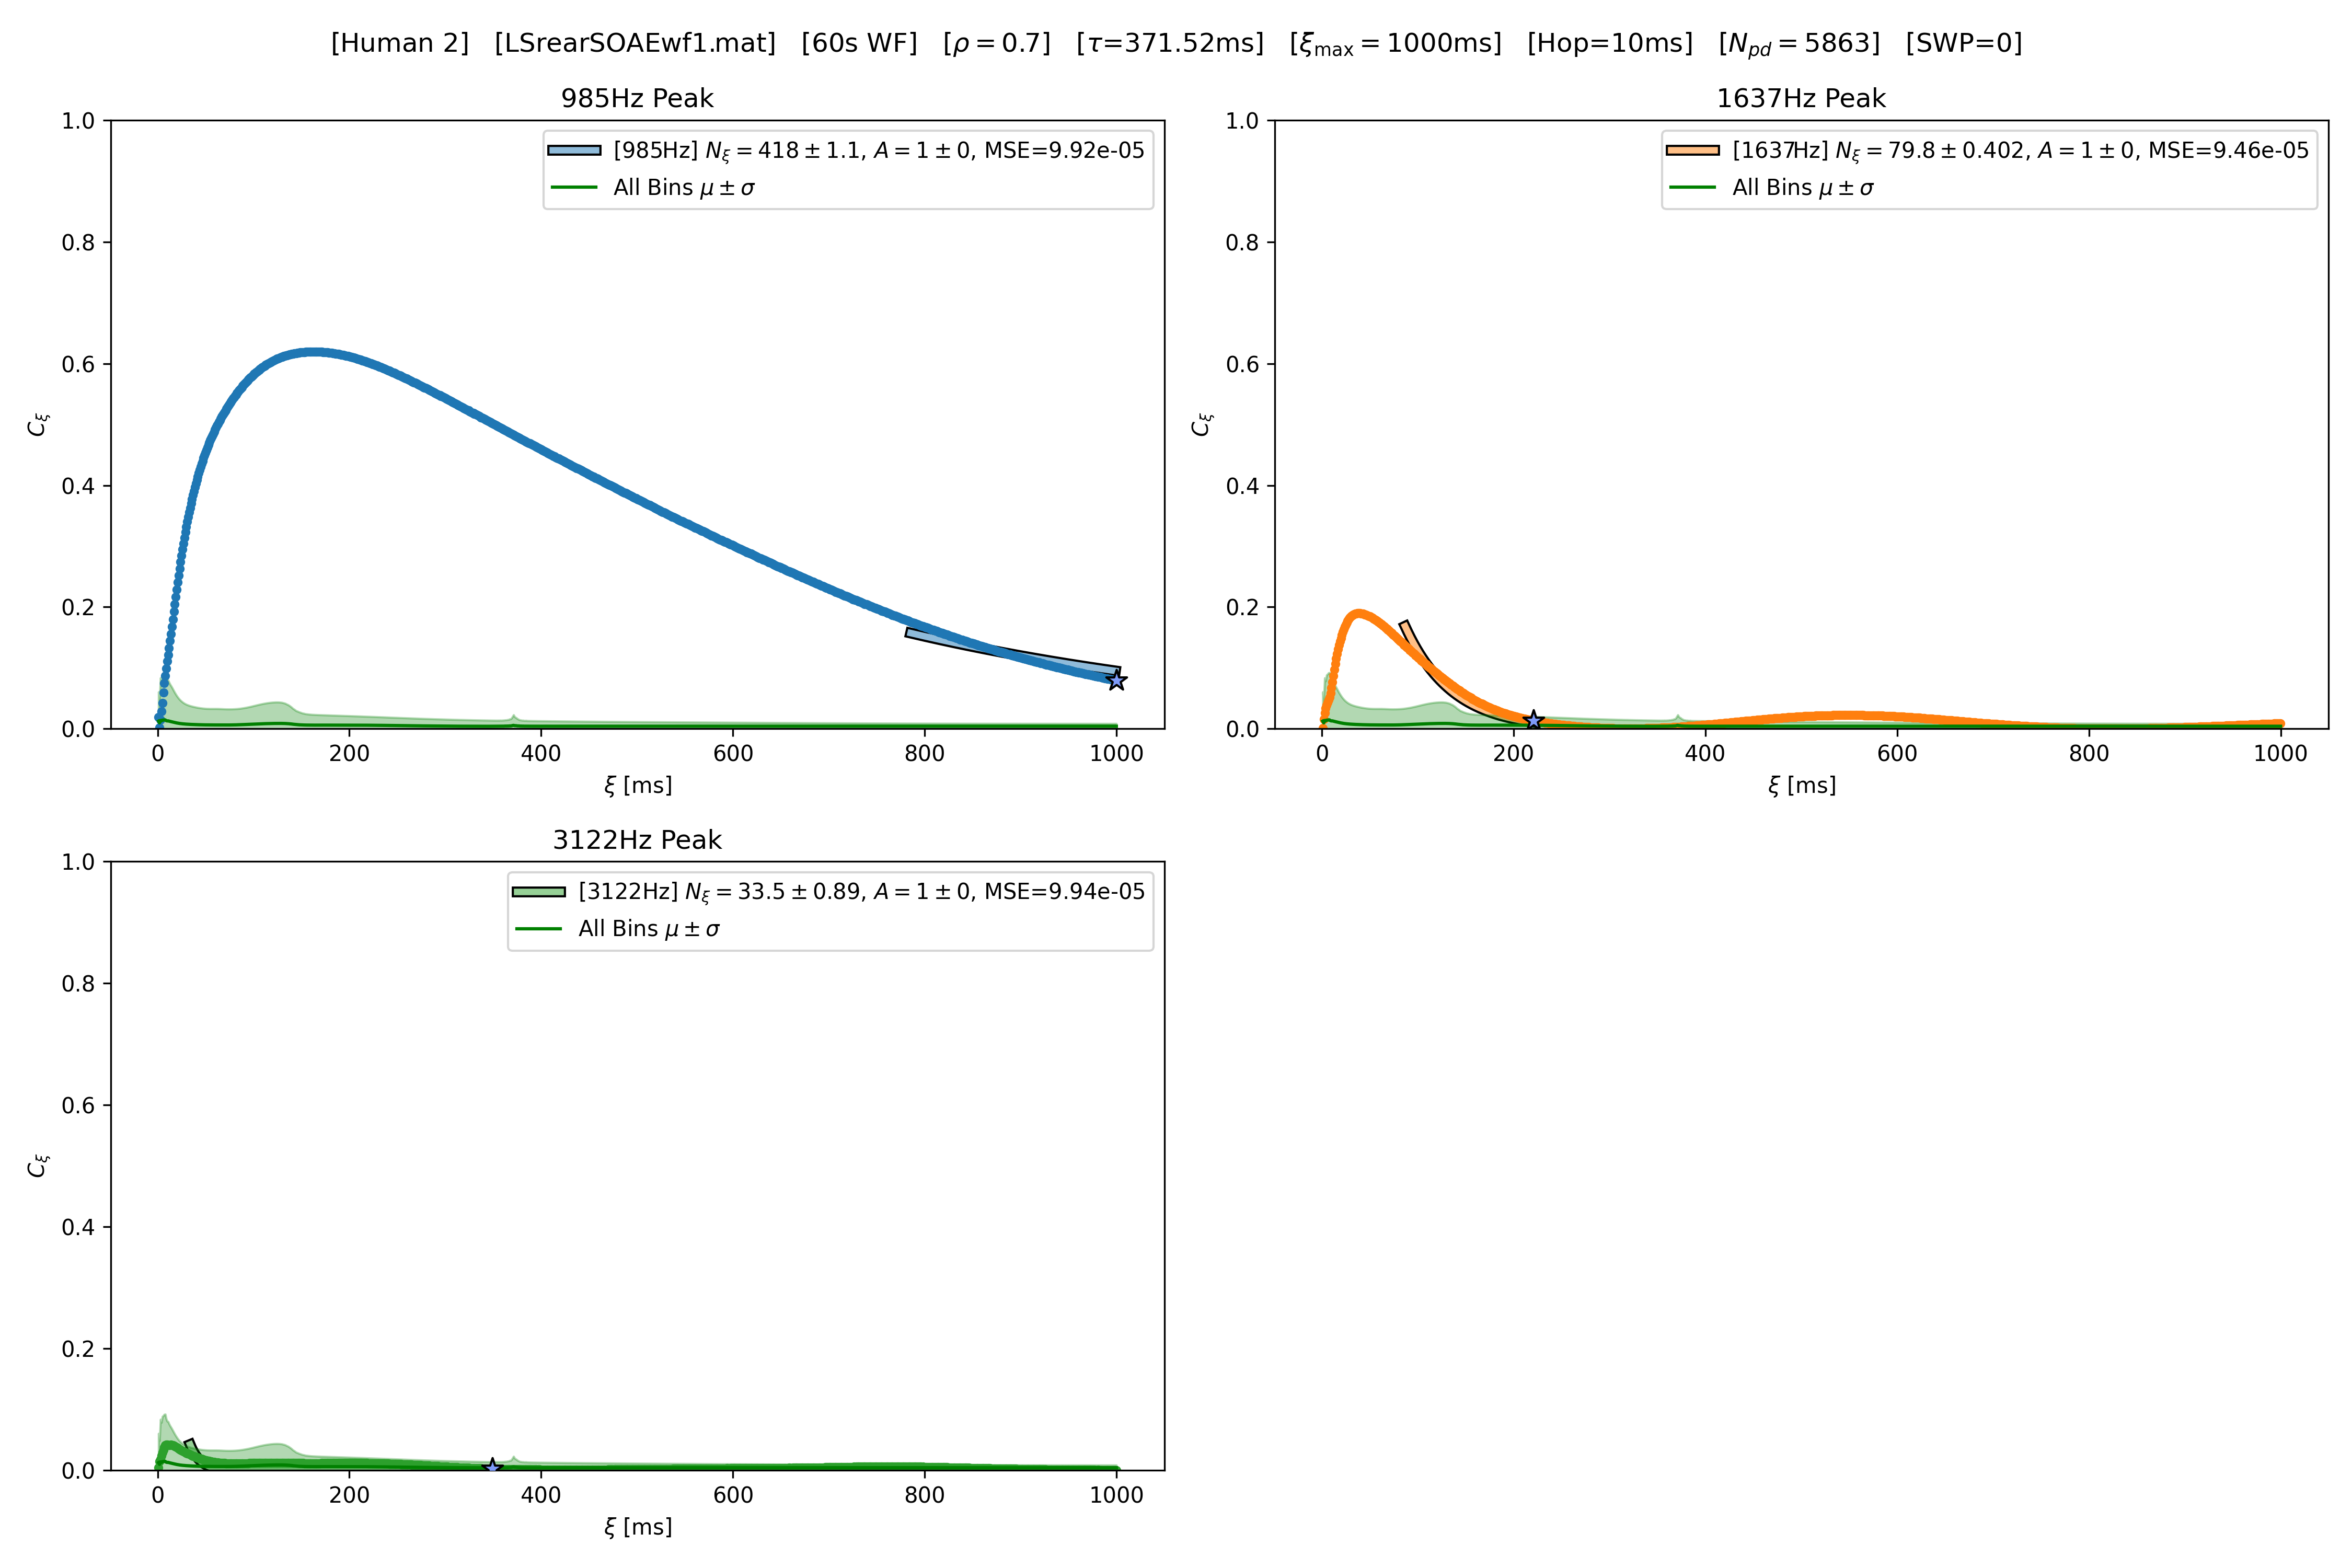 [Human 2] [LSrearSOAEwf1.mat] [60s WF] [ρ = 0.7] [τ=371.52ms] [ξmax = 1000ms] [Hop=10ms] [Npd = 5863] [SWP=0]
985Hz Peak
[985Hz] Nξ = 418 ± 1.1, A = 1 ± 0, MSE=9.92e-05
All Bins μ ± σ
1.0
0.8
0.6
0.4
0.2
0.0
Cξ
0 200 400 600 800 1000
ξ [ms]
1637Hz Peak
[1637Hz] Nξ = 79.8 ± 0.402, A = 1 ± 0, MSE=9.46e-05
All Bins μ ± σ
1.0
0.8
0.6
0.4
0.2
0.0
Cξ
0 200 400 600 800 1000
ξ [ms]
3122Hz Peak
[3122Hz] Nξ = 33.5 ± 0.89, A = 1 ± 0, MSE=9.94e-05
All Bins μ ± σ
1.0
0.8
0.6
0.4
0.2
0.0
Cξ
0 200 400 600 800 1000
ξ [ms]